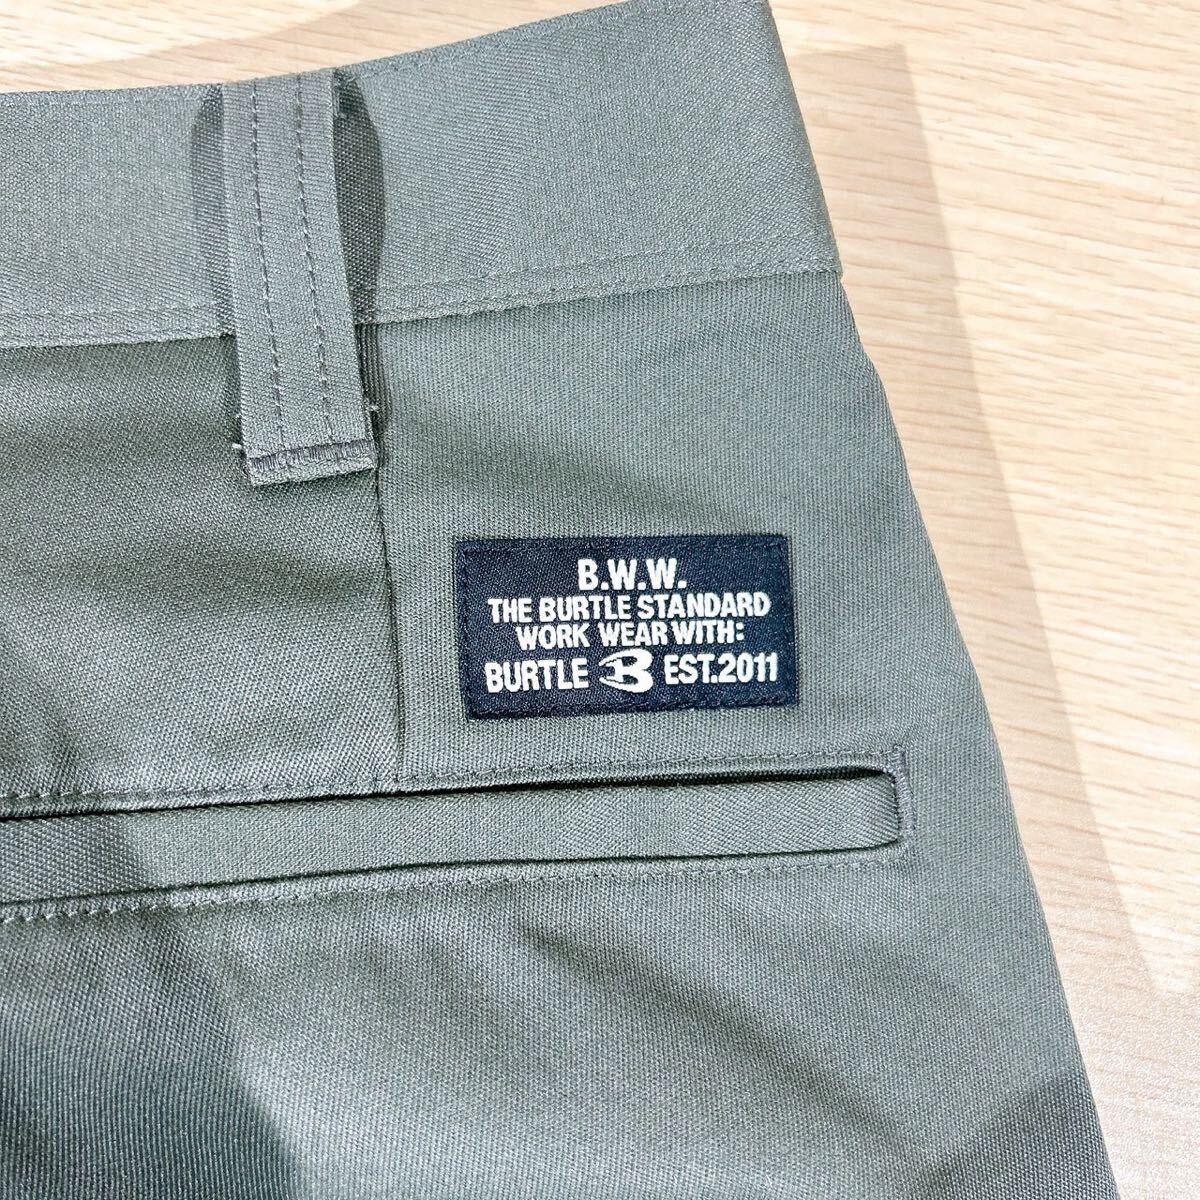 B.W.W.
THE BURTLE STANDARD
WORK WEAR WITH:
BURTLE B EST.2011